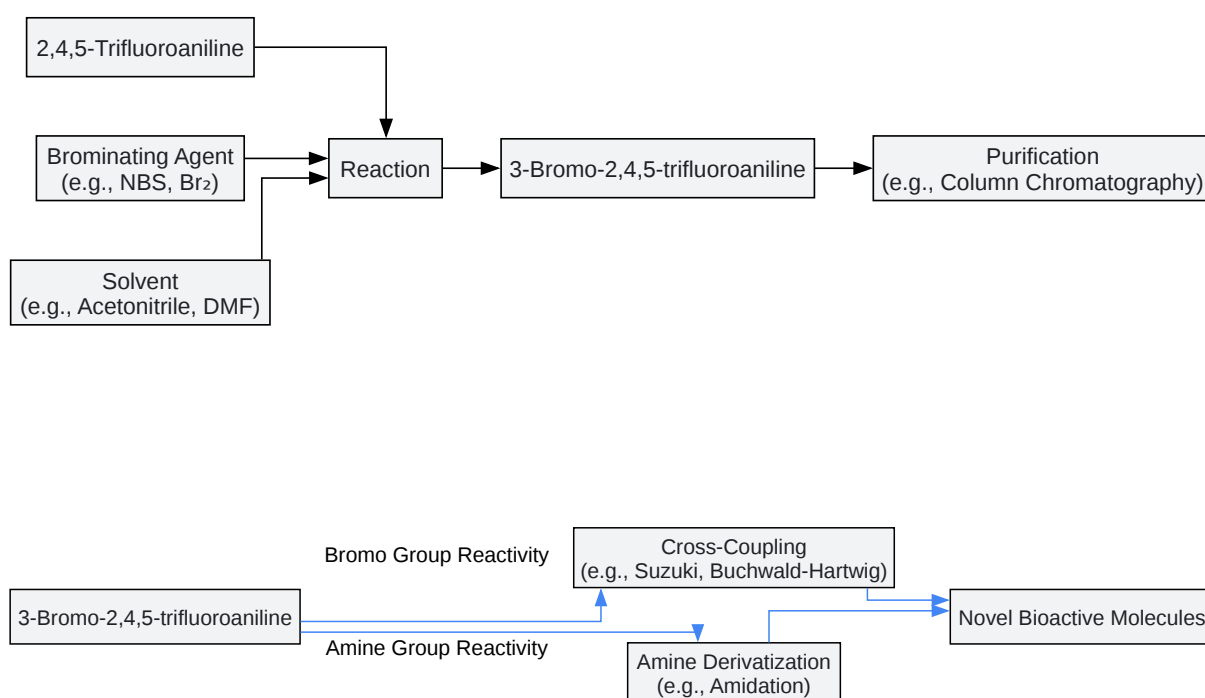 2,4,5-Trifluoroaniline
Brominating Agent
(e.g., NBS, Br₂)
Reaction
3-Bromo-2,4,5-trifluoroaniline
Purification
(e.g., Column Chromatography)
Solvent
(e.g., Acetonitrile, DMF)
Bromo Group Reactivity
Cross-Coupling
(e.g., Suzuki, Buchwald-Hartwig)
3-Bromo-2,4,5-trifluoroaniline
Novel Bioactive Molecules
Amine Group Reactivity
Amine Derivatization
(e.g., Amidation)